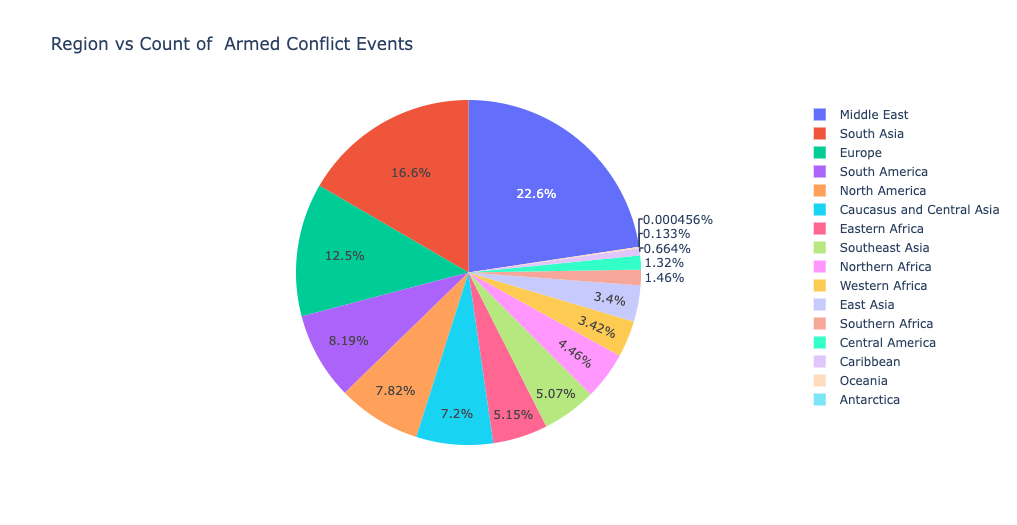 Region vs Count of  Armed Conflict Events
22.6%
16.6%
12.5%
8.19%
7.82%
7.2%
5.15%
5.07%
4.46%
3.42%
3.4%
1.46%
1.32%
0.664%
0.133%
0.000456%
Middle East
South Asia
Europe
South America
North America
Caucasus and Central Asia
Eastern Africa
Southeast Asia
Northern Africa
Western Africa
East Asia
Southern Africa
Central America
Caribbean
Oceania
Antarctica